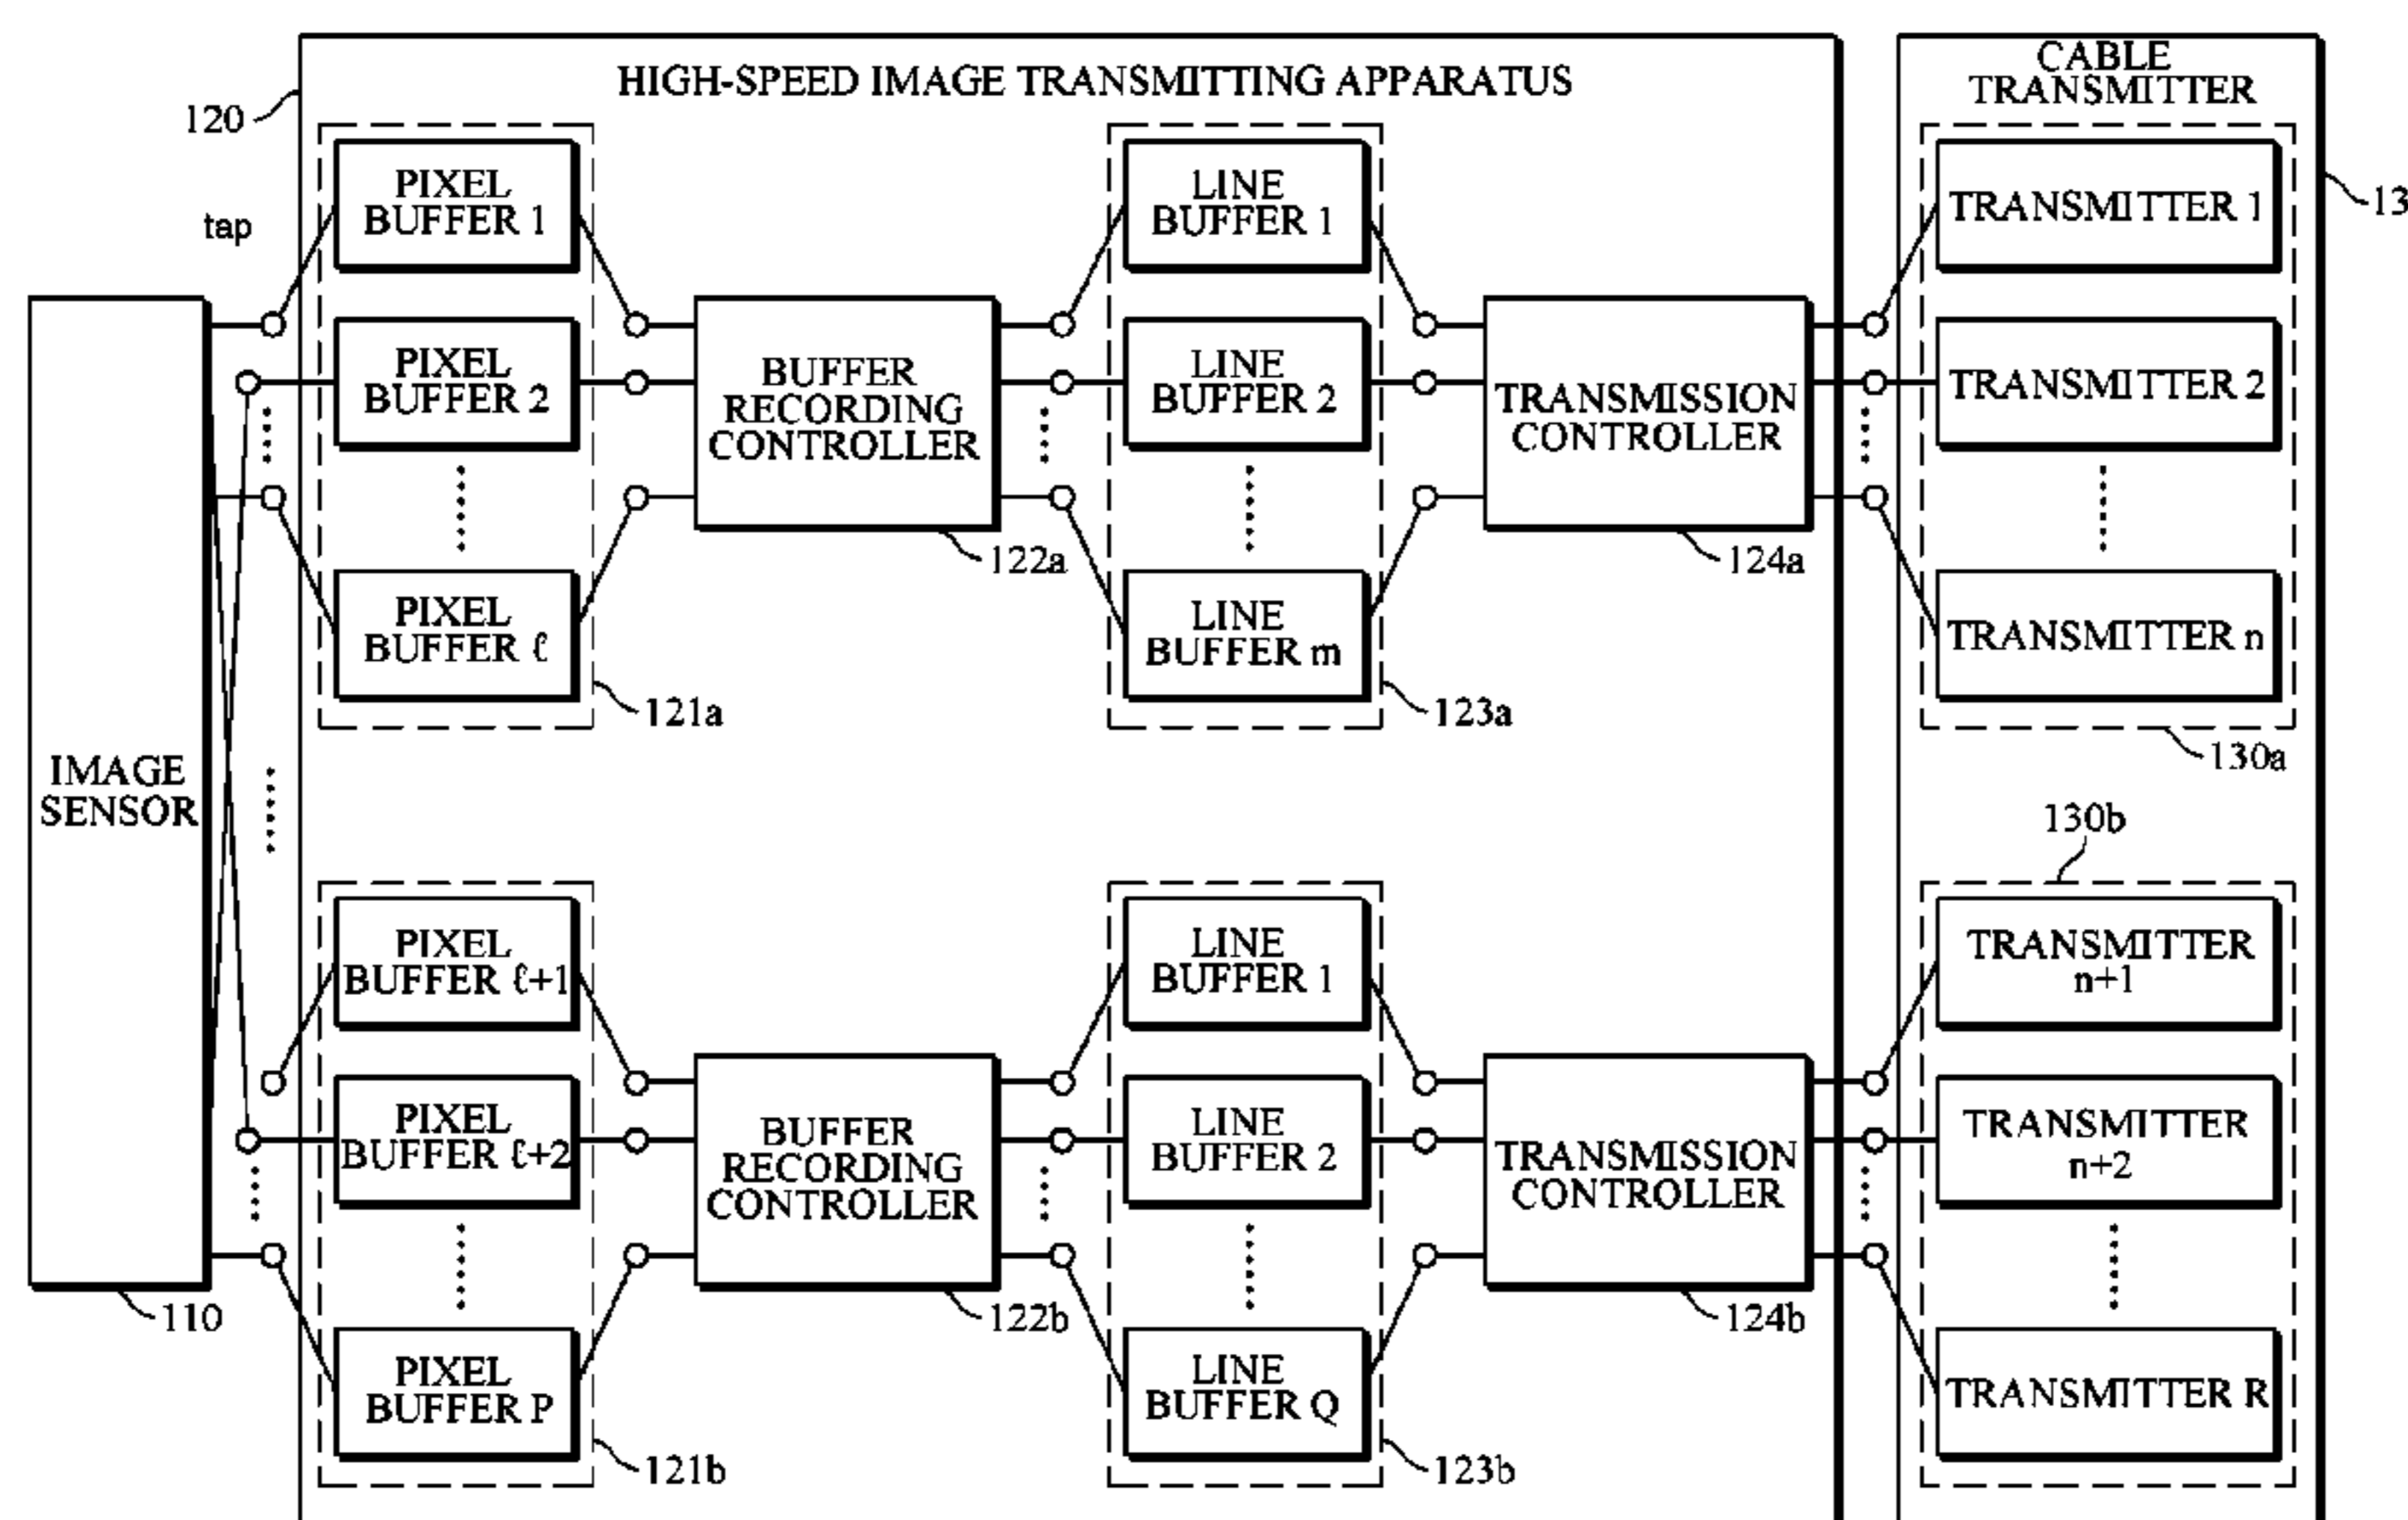 HIGH-SPEED IMAGE TRANSMITTING APPARATUS
CABLE
TRANSMITTER
120
tap
13
PIXEL
BUFFER 1
PIXEL
BUFFER 2
PIXEL
BUFFER ℓ
121a
BUFFER
RECORDING
CONTROLLER
122a
LINE
BUFFER 1
LINE
BUFFER 2
LINE
BUFFER m
123a
TRANSMISSION
CONTROLLER
124a
TRANSMITTER 1
TRANSMITTER 2
TRANSMITTER n
130a
IMAGE
SENSOR
110
PIXEL
BUFFER ℓ+1
PIXEL
BUFFER ℓ+2
PIXEL
BUFFER P
121b
BUFFER
RECORDING
CONTROLLER
122b
LINE
BUFFER 1
LINE
BUFFER 2
LINE
BUFFER Q
123b
TRANSMISSION
CONTROLLER
124b
130b
TRANSMITTER
n+1
TRANSMITTER
n+2
TRANSMITTER R